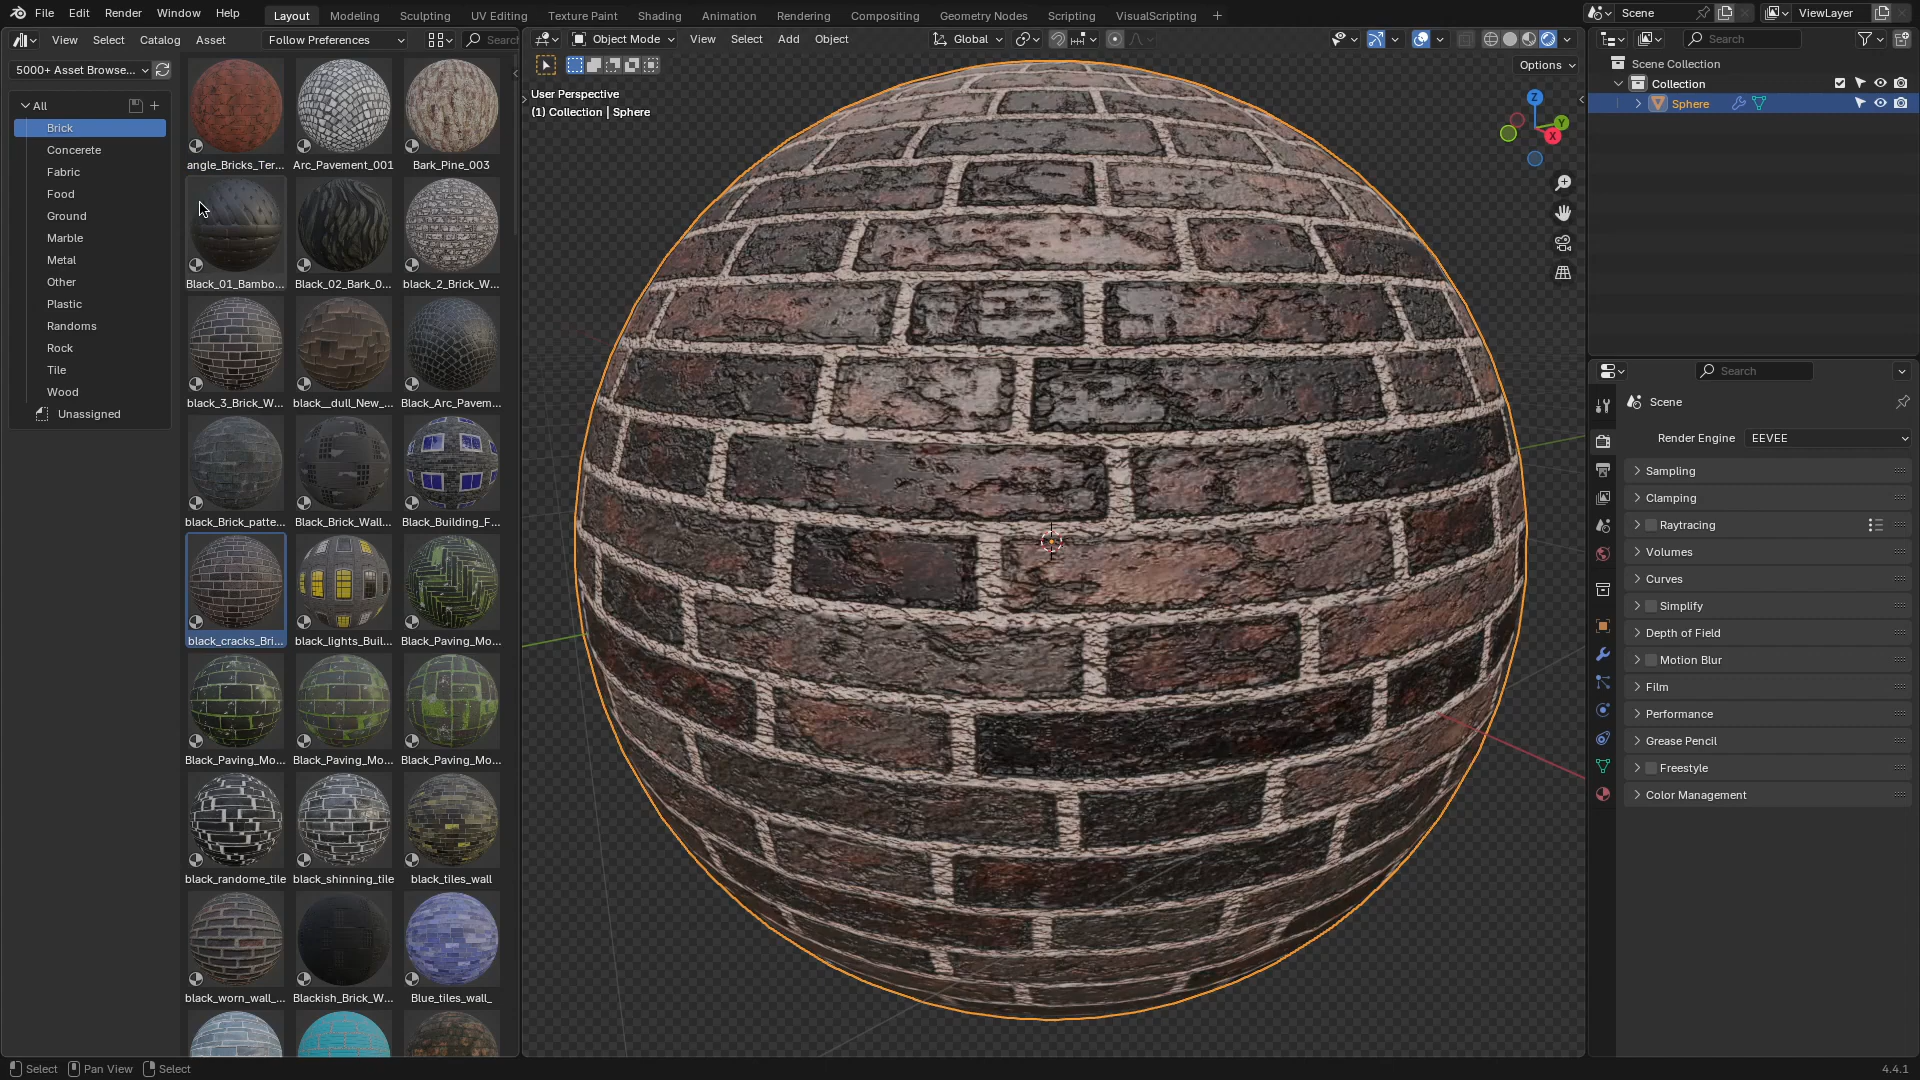 File Edit Render Window Help Layout Modeling Sculpting UV Editing Texture Paint Shading Animation Rendering Compositing Geometry Nodes Scripting VisualScripting + Scene ViewLayer
View Select Catalog Asset Follow Preferences Search Object Mode View Select Add Object Global Search
5000+ Asset Browse... Options
All
Brick
Concerete
Fabric
Food
Ground
Marble
Metal
Other
Plastic
Randoms
Rock
Tile
Wood
Unassigned
angle_Bricks_Ter... Arc_Pavement_001 Bark_Pine_003
Black_01_Bambo... Black_02_Bark_0... black_2_Brick_W...
black_3_Brick_W... black__dull_New_... Black_Arc_Pavem...
black_Brick_patte... Black_Brick_Wall... Black_Building_F...
black_cracks_Bri... black_lights_Buil... Black_Paving_Mo...
Black_Paving_Mo... Black_Paving_Mo... Black_Paving_Mo...
black_randome_tile black_shinning_tile black_tiles_wall
black_worn_wall_... Blackish_Brick_W... Blue_tiles_wall_
User Perspective
(1) Collection | Sphere
Z
Y
X
Scene Collection
Collection
Sphere
Search
Scene
Render Engine EEVEE
Sampling
Clamping
Raytracing
Volumes
Curves
Simplify
Depth of Field
Motion Blur
Film
Performance
Grease Pencil
Freestyle
Color Management
Select Pan View Select 4.4.1